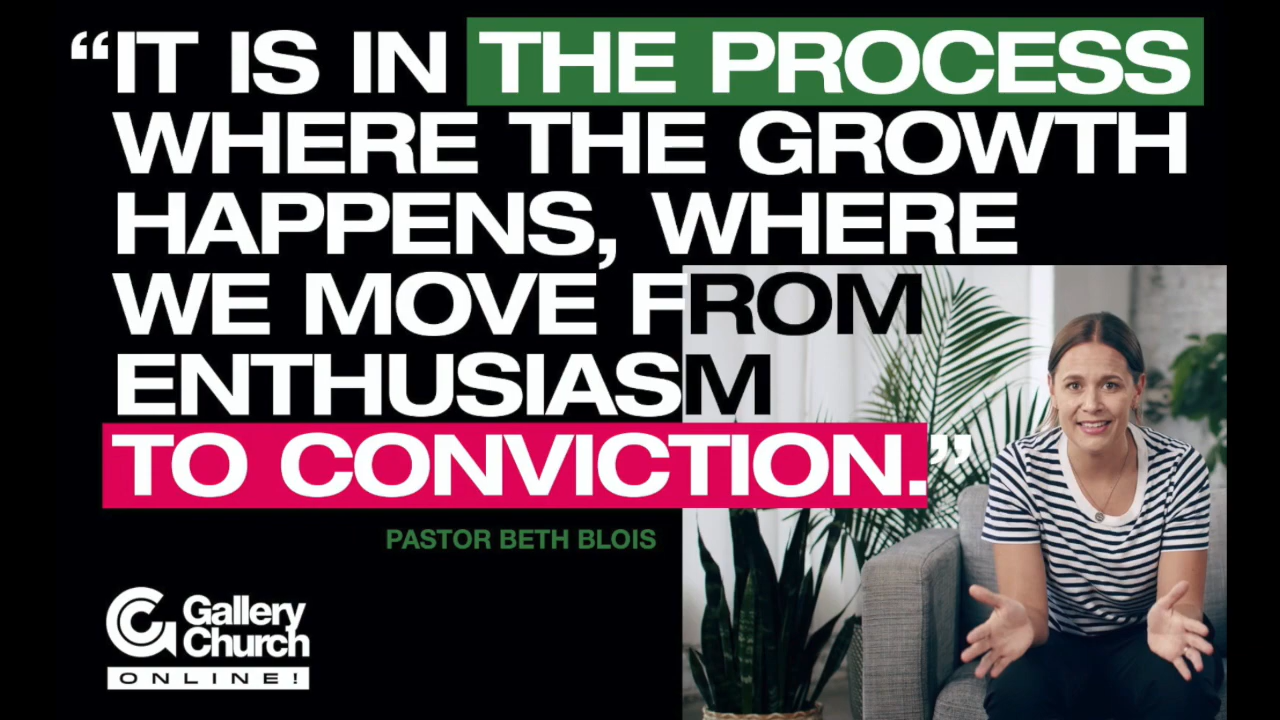 “IT IS IN THE PROCESS
WHERE THE GROWTH
HAPPENS, WHERE
WE MOVE FROM
ENTHUSIASM
TO CONVICTION.”
PASTOR BETH BLOIS
Gallery
Church
ONLINE!